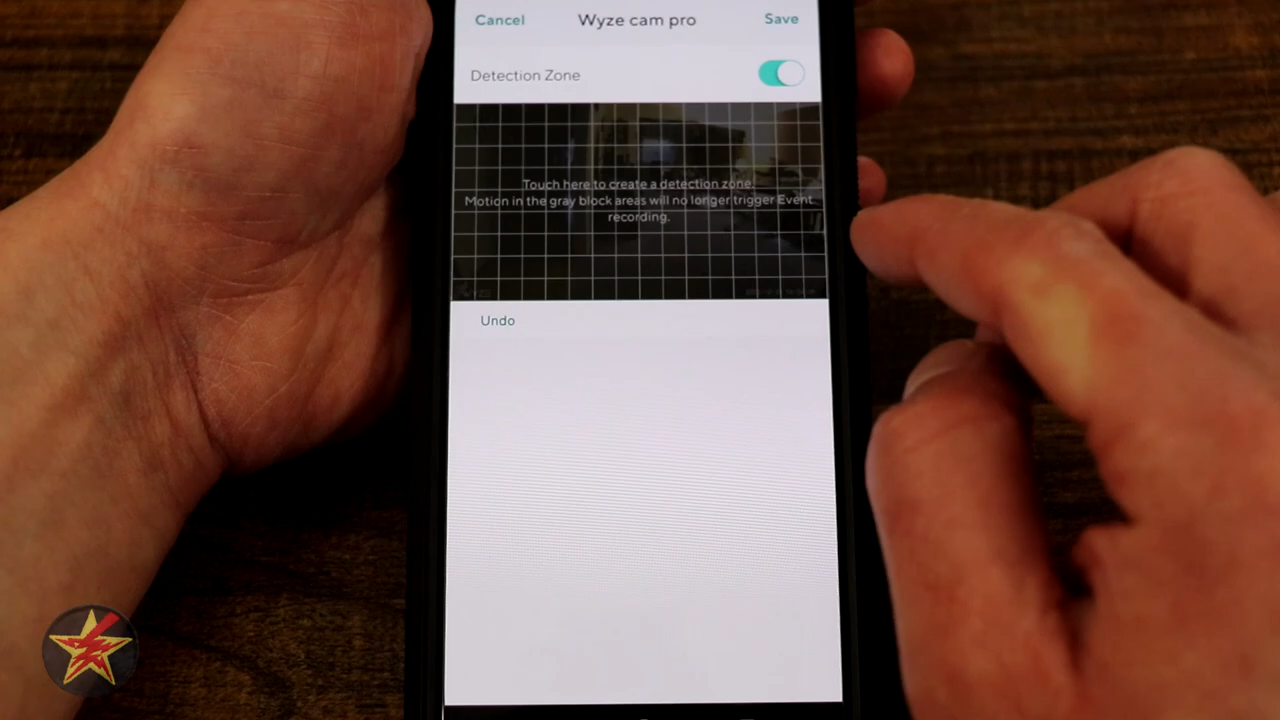 Cancel Wyze cam pro Save
Detection Zone
Touch here to create a detection zone.
Motion in the gray block areas will no longer trigger Event
recording.
Undo